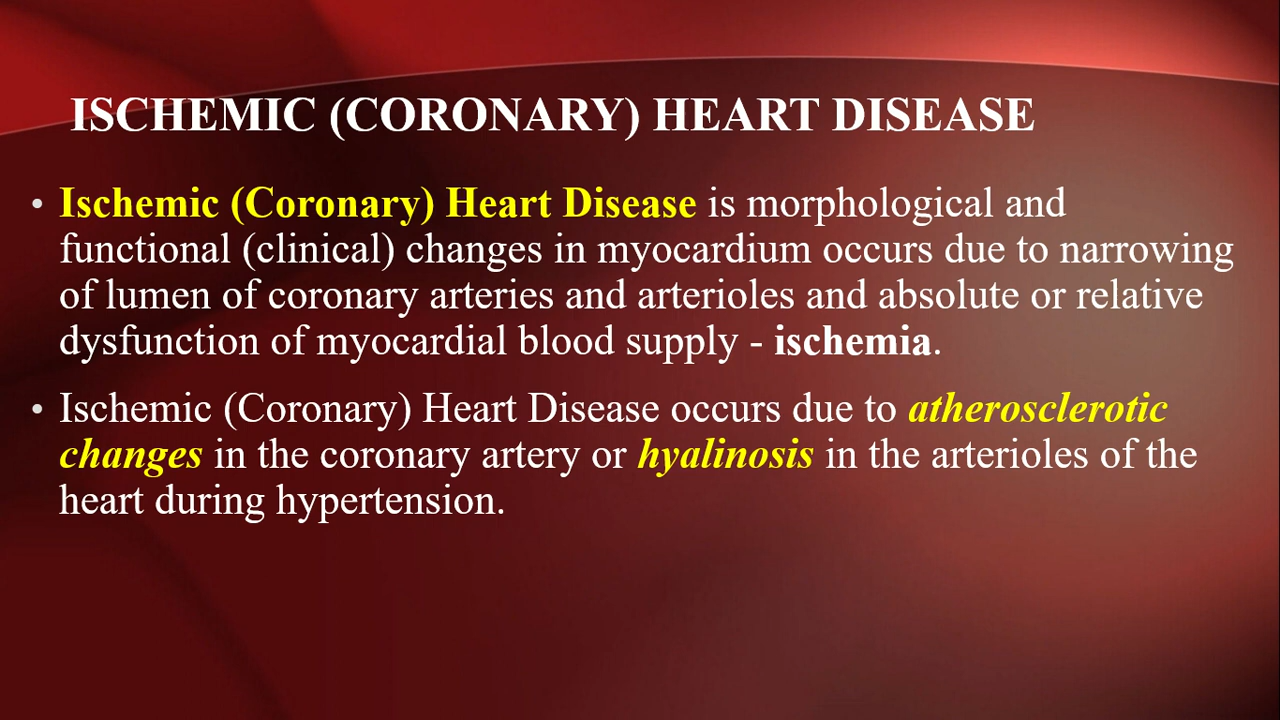 ISCHEMIC (CORONARY) HEART DISEASE
• Ischemic (Coronary) Heart Disease is morphological and
functional (clinical) changes in myocardium occurs due to narrowing
of lumen of coronary arteries and arterioles and absolute or relative
dysfunction of myocardial blood supply - ischemia.
• Ischemic (Coronary) Heart Disease occurs due to atherosclerotic
changes in the coronary artery or hyalinosis in the arterioles of the
heart during hypertension.